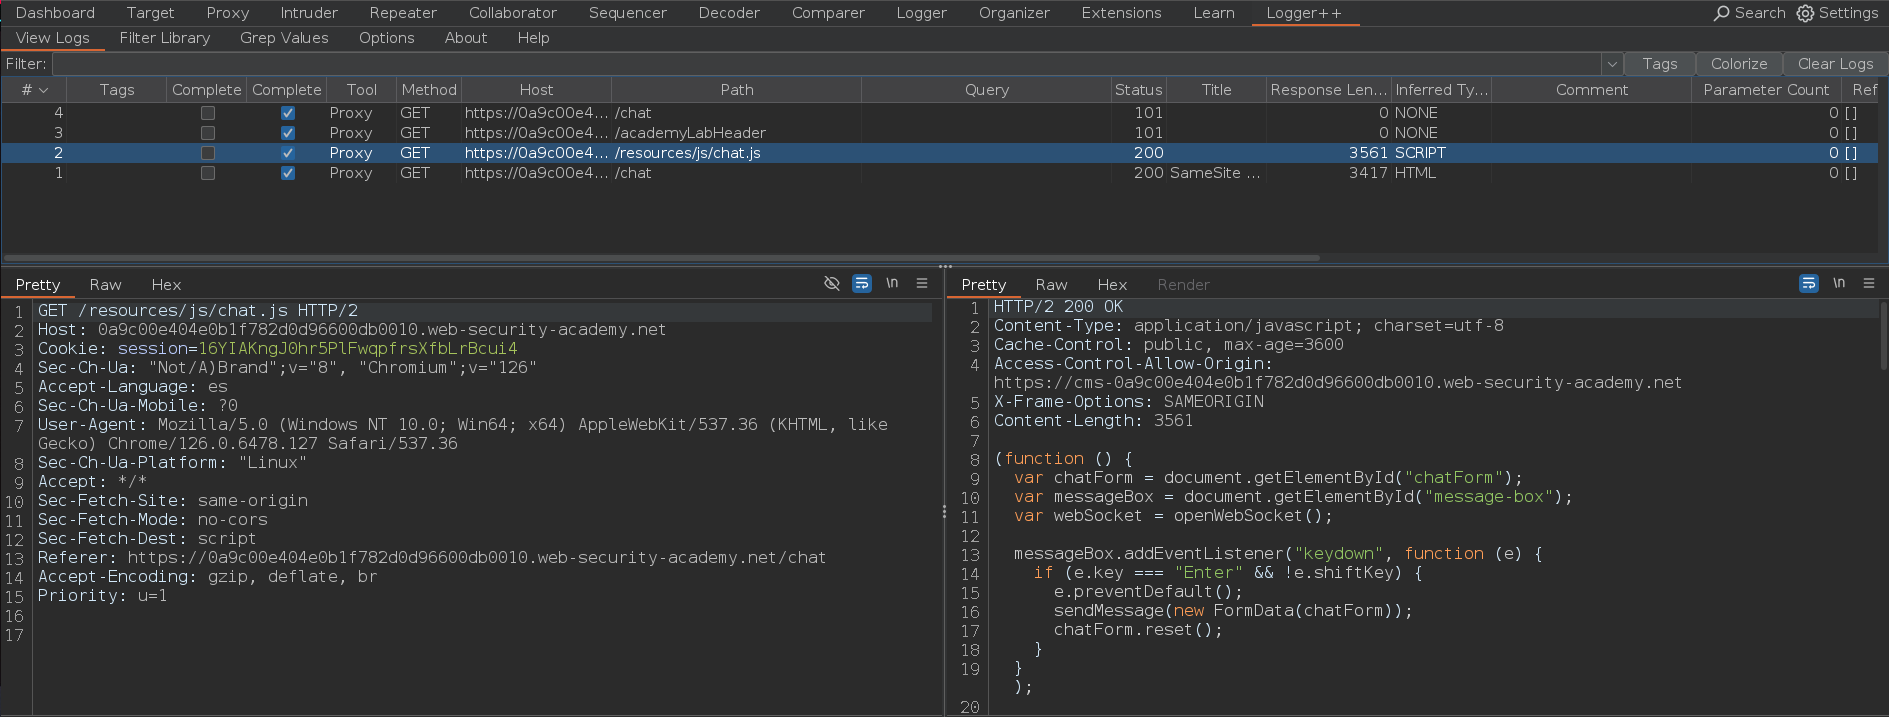 Dashboard Target Proxy Intruder Repeater Collaborator Sequencer Decoder Comparer Logger Organizer Extensions Learn Logger++ Search Settings
View Logs Filter Library Grep Values Options About Help
Filter: Tags Colorize Clear Logs
# Tags Complete Complete Tool Method Host Path Query Status Title Response Len... Inferred Ty... Comment Parameter Count Ref
4 Proxy GET https://0a9c00e4... /chat 101 0 NONE 0 []
3 Proxy GET https://0a9c00e4... /academyLabHeader 101 0 NONE 0 []
2 Proxy GET https://0a9c00e4... /resources/js/chat.js 200 3561 SCRIPT 0 []
1 Proxy GET https://0a9c00e4... /chat 200 SameSite ... 3417 HTML 0 []
Pretty Raw Hex \n
1 GET /resources/js/chat.js HTTP/2
2 Host: 0a9c00e404e0b1f782d0d96600db0010.web-security-academy.net
3 Cookie: session=16YIAKngJ0hr5PlFwqpfrsXfbLrBcui4
4 Sec-Ch-Ua: "Not/A)Brand";v="8", "Chromium";v="126"
5 Accept-Language: es
6 Sec-Ch-Ua-Mobile: ?0
7 User-Agent: Mozilla/5.0 (Windows NT 10.0; Win64; x64) AppleWebKit/537.36 (KHTML, like
Gecko) Chrome/126.0.6478.127 Safari/537.36
8 Sec-Ch-Ua-Platform: "Linux"
9 Accept: */*
10 Sec-Fetch-Site: same-origin
11 Sec-Fetch-Mode: no-cors
12 Sec-Fetch-Dest: script
13 Referer: https://0a9c00e404e0b1f782d0d96600db0010.web-security-academy.net/chat
14 Accept-Encoding: gzip, deflate, br
15 Priority: u=1
16
17
Pretty Raw Hex Render \n
1 HTTP/2 200 OK
2 Content-Type: application/javascript; charset=utf-8
3 Cache-Control: public, max-age=3600
4 Access-Control-Allow-Origin:
https://cms-0a9c00e404e0b1f782d0d96600db0010.web-security-academy.net
5 X-Frame-Options: SAMEORIGIN
6 Content-Length: 3561
7
8 (function () {
9 var chatForm = document.getElementById("chatForm");
10 var messageBox = document.getElementById("message-box");
11 var webSocket = openWebSocket();
12
13 messageBox.addEventListener("keydown", function (e) {
14 if (e.key === "Enter" && !e.shiftKey) {
15 e.preventDefault();
16 sendMessage(new FormData(chatForm));
17 chatForm.reset();
18 }
19 }
);
20